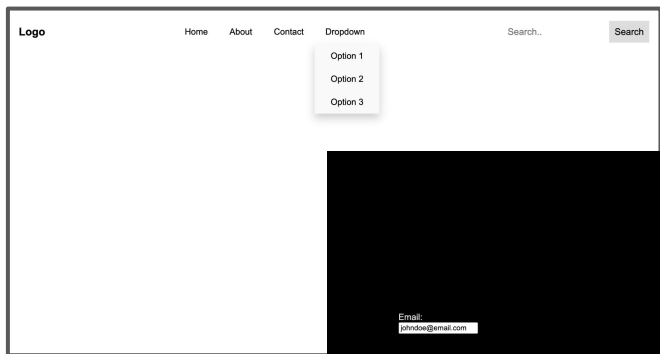 Logo Home About Contact Dropdown Search.. Search
Option 1
Option 2
Option 3
Email:
johndoe@email.com